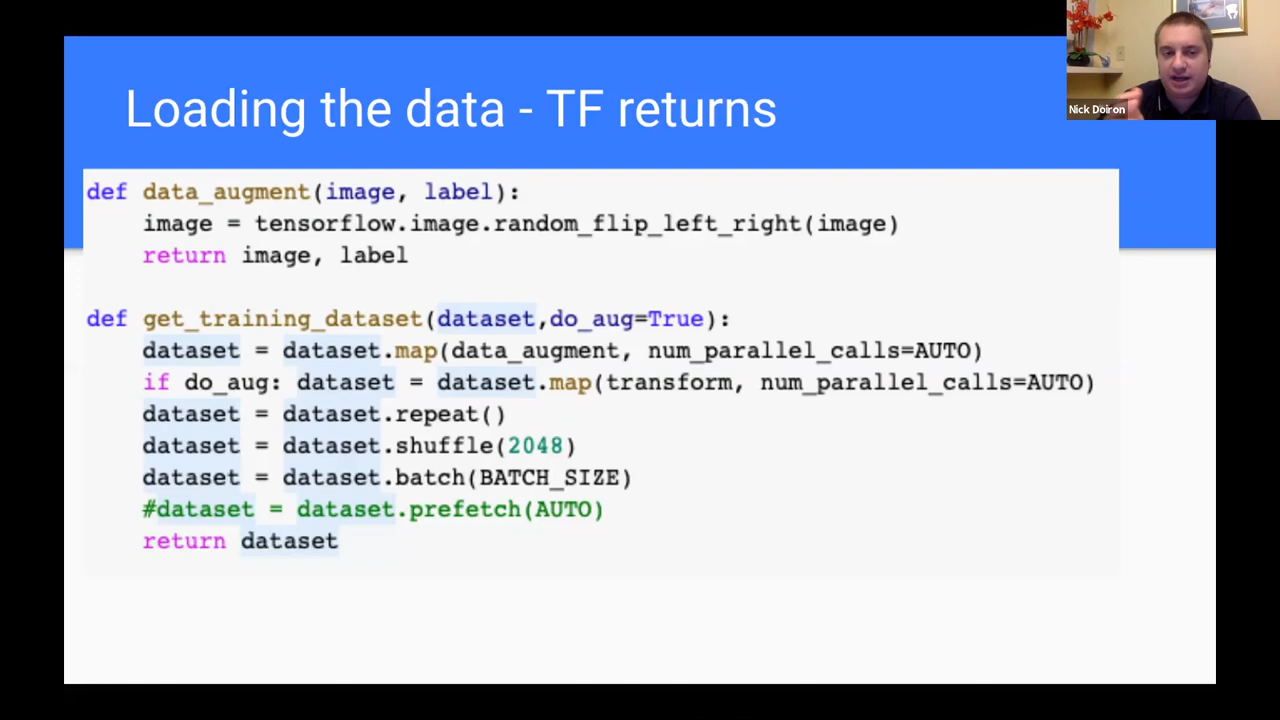 Loading the data - TF returns
Nick Doiron
def data_augment(image, label):
    image = tensorflow.image.random_flip_left_right(image)
    return image, label

def get_training_dataset(dataset,do_aug=True):
    dataset = dataset.map(data_augment, num_parallel_calls=AUTO)
    if do_aug: dataset = dataset.map(transform, num_parallel_calls=AUTO)
    dataset = dataset.repeat()
    dataset = dataset.shuffle(2048)
    dataset = dataset.batch(BATCH_SIZE)
    #dataset = dataset.prefetch(AUTO)
    return dataset